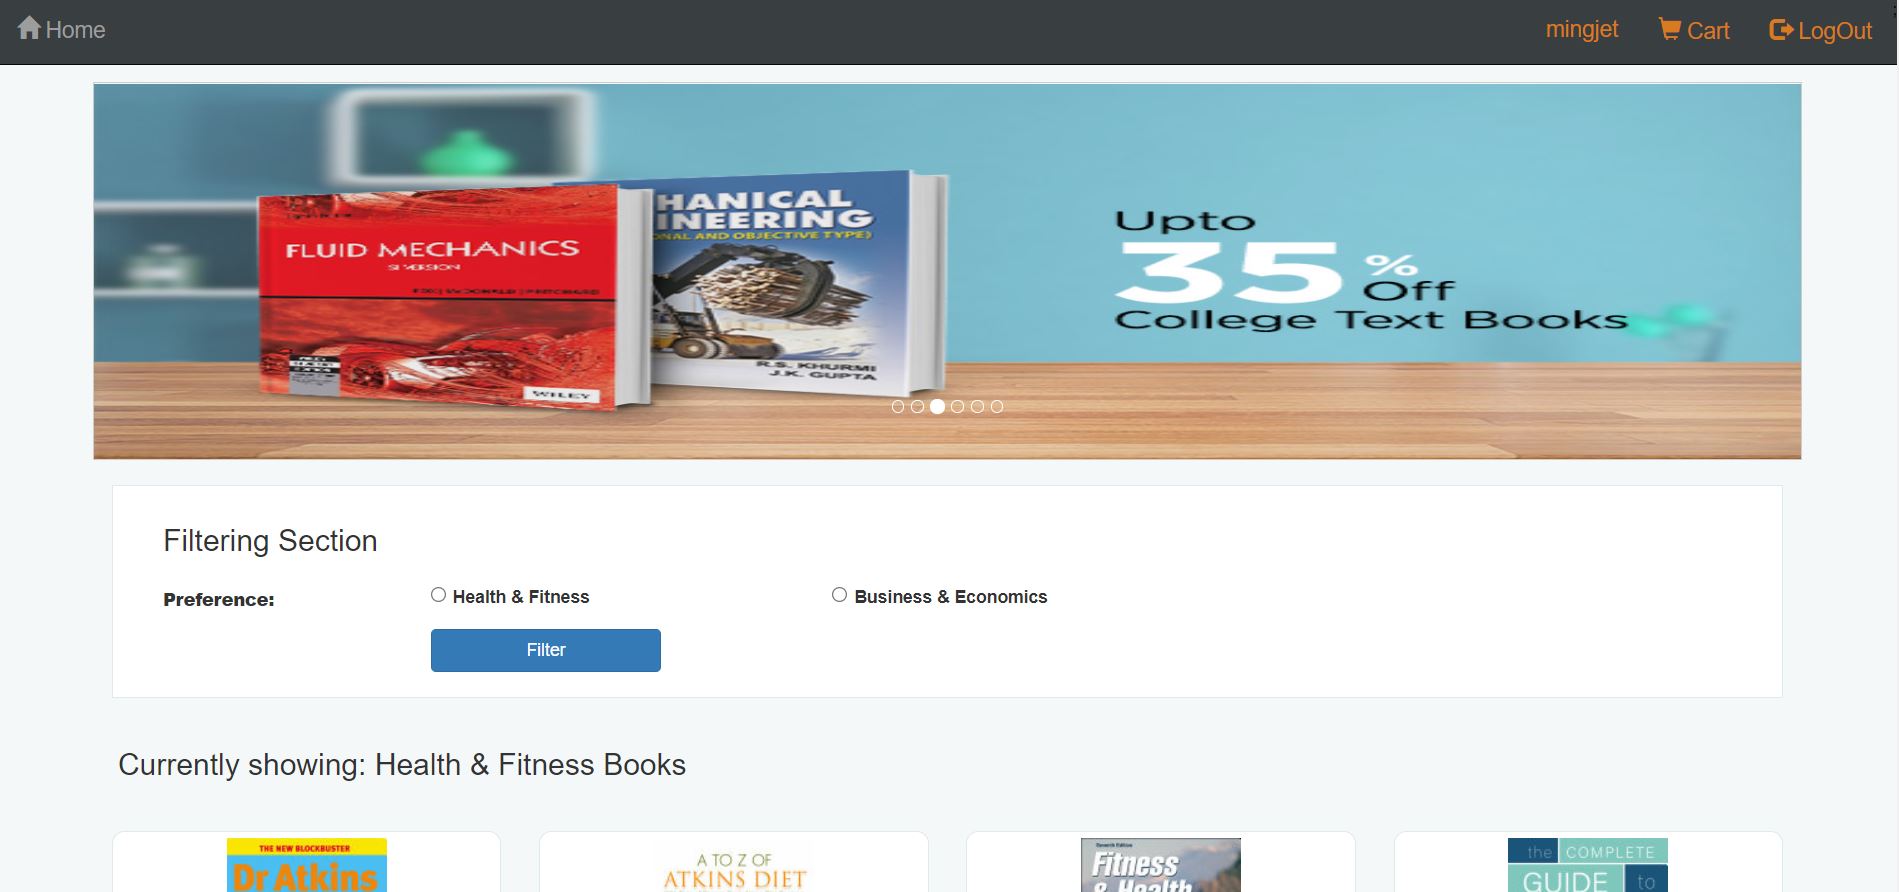 Home
mingjet
Cart
LogOut
FLUID MECHANICS
SI VERSION
FOX | McDONALD | PRITCHARD
WILEY
HANICAL
INEERING
ONAL AND OBJECTIVE TYPE)
R.S. KHURMI
J.K. GUPTA
Upto
35%
Off
College Text Books
Filtering Section
Preference:
Health & Fitness
Business & Economics
Filter
Currently showing: Health & Fitness Books
THE NEW BLOCKBUSTER
Dr Atkins
A TO Z OF
ATKINS DIET
Seventh Edition
Fitness
& Health
the COMPLETE
GUIDE to